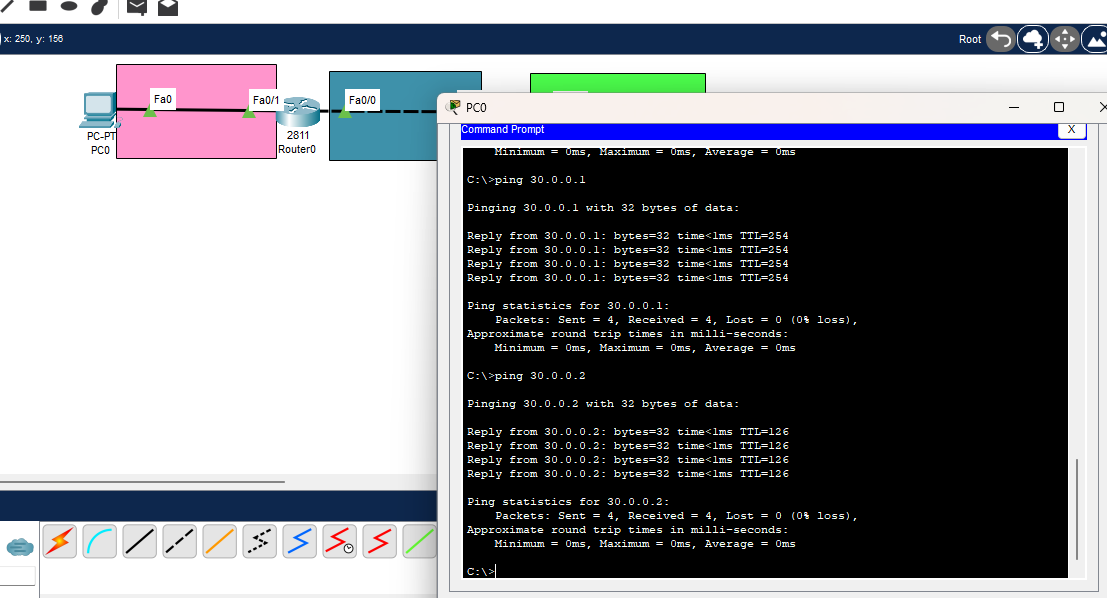 x: 250, y: 156
Root
Fa0
Fa0/1
Fa0/0
PC-PT
PC0
2811
Router0
PC0
Command Prompt
X
Minimum = 0ms, Maximum = 0ms, Average = 0ms
C:\>ping 30.0.0.1
Pinging 30.0.0.1 with 32 bytes of data:
Reply from 30.0.0.1: bytes=32 time<1ms TTL=254
Reply from 30.0.0.1: bytes=32 time<1ms TTL=254
Reply from 30.0.0.1: bytes=32 time<1ms TTL=254
Reply from 30.0.0.1: bytes=32 time<1ms TTL=254
Ping statistics for 30.0.0.1:
Packets: Sent = 4, Received = 4, Lost = 0 (0% loss),
Approximate round trip times in milli-seconds:
Minimum = 0ms, Maximum = 0ms, Average = 0ms
C:\>ping 30.0.0.2
Pinging 30.0.0.2 with 32 bytes of data:
Reply from 30.0.0.2: bytes=32 time<1ms TTL=126
Reply from 30.0.0.2: bytes=32 time<1ms TTL=126
Reply from 30.0.0.2: bytes=32 time<1ms TTL=126
Reply from 30.0.0.2: bytes=32 time<1ms TTL=126
Ping statistics for 30.0.0.2:
Packets: Sent = 4, Received = 4, Lost = 0 (0% loss),
Approximate round trip times in milli-seconds:
Minimum = 0ms, Maximum = 0ms, Average = 0ms
C:\>